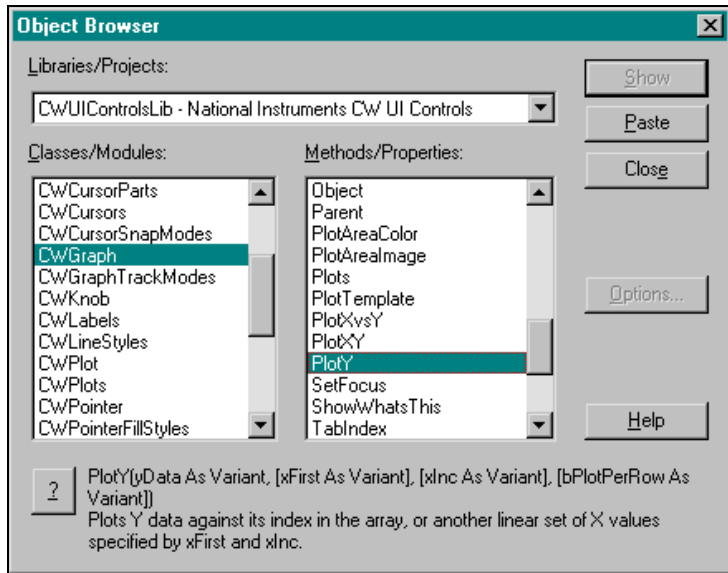 Object Browser
Libraries/Projects:
CWUIControlsLib - National Instruments CW UI Controls
Show
Paste
Close
Options...
Help
Classes/Modules:
CWCursorParts
CWCursors
CWCursorSnapModes
CWGraph
CWGraphTrackModes
CWKnob
CWLabels
CWLineStyles
CWPlot
CWPlots
CWPointer
CWPointerFillStyles
Methods/Properties:
Object
Parent
PlotAreaColor
PlotAreaImage
Plots
PlotTemplate
PlotXvsY
PlotXY
PlotY
SetFocus
ShowWhatsThis
TabIndex
?
PlotY(yData As Variant, [xFirst As Variant], [xInc As Variant], [bPlotPerRow As
Variant])
Plots Y data against its index in the array, or another linear set of X values
specified by xFirst and xInc.